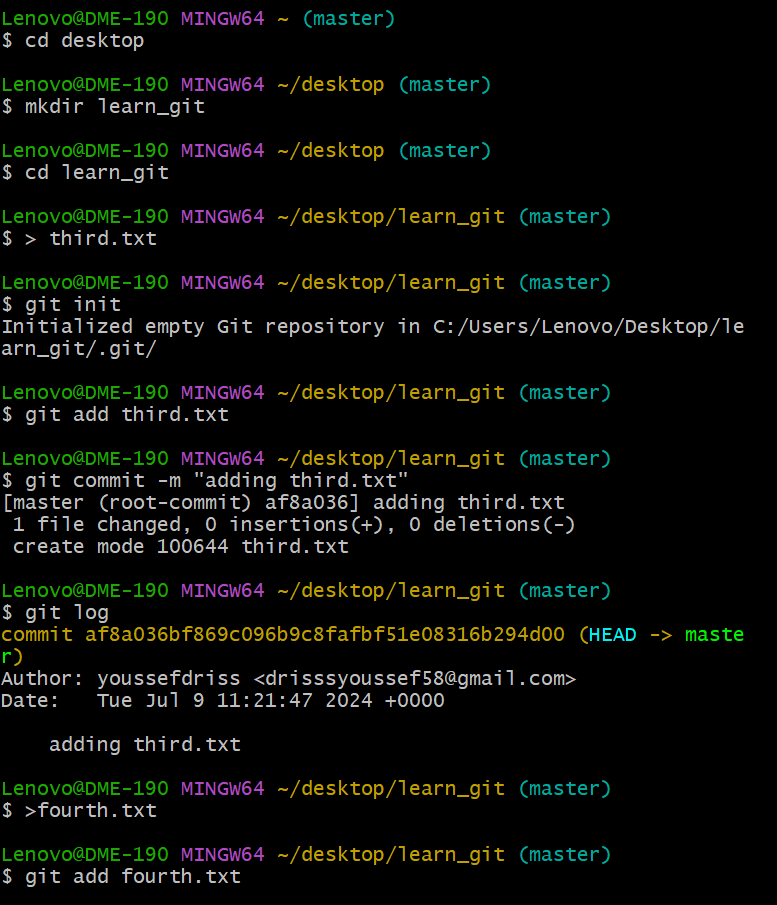 Lenovo@DME-190 MINGW64 ~ (master)
$ cd desktop
Lenovo@DME-190 MINGW64 ~/desktop (master)
$ mkdir learn_git
Lenovo@DME-190 MINGW64 ~/desktop (master)
$ cd learn_git
Lenovo@DME-190 MINGW64 ~/desktop/learn_git (master)
$ > third.txt
Lenovo@DME-190 MINGW64 ~/desktop/learn_git (master)
$ git init
Initialized empty Git repository in C:/Users/Lenovo/Desktop/le
arn_git/.git/
Lenovo@DME-190 MINGW64 ~/desktop/learn_git (master)
$ git add third.txt
Lenovo@DME-190 MINGW64 ~/desktop/learn_git (master)
$ git commit -m "adding third.txt"
[master (root-commit) af8a036] adding third.txt
 1 file changed, 0 insertions(+), 0 deletions(-)
 create mode 100644 third.txt
Lenovo@DME-190 MINGW64 ~/desktop/learn_git (master)
$ git log
commit af8a036bf869c096b9c8fafbf51e08316b294d00 (HEAD -> maste
r)
Author: youssefdriss <drisssyoussef58@gmail.com>
Date:   Tue Jul 9 11:21:47 2024 +0000
    adding third.txt
Lenovo@DME-190 MINGW64 ~/desktop/learn_git (master)
$ >fourth.txt
Lenovo@DME-190 MINGW64 ~/desktop/learn_git (master)
$ git add fourth.txt